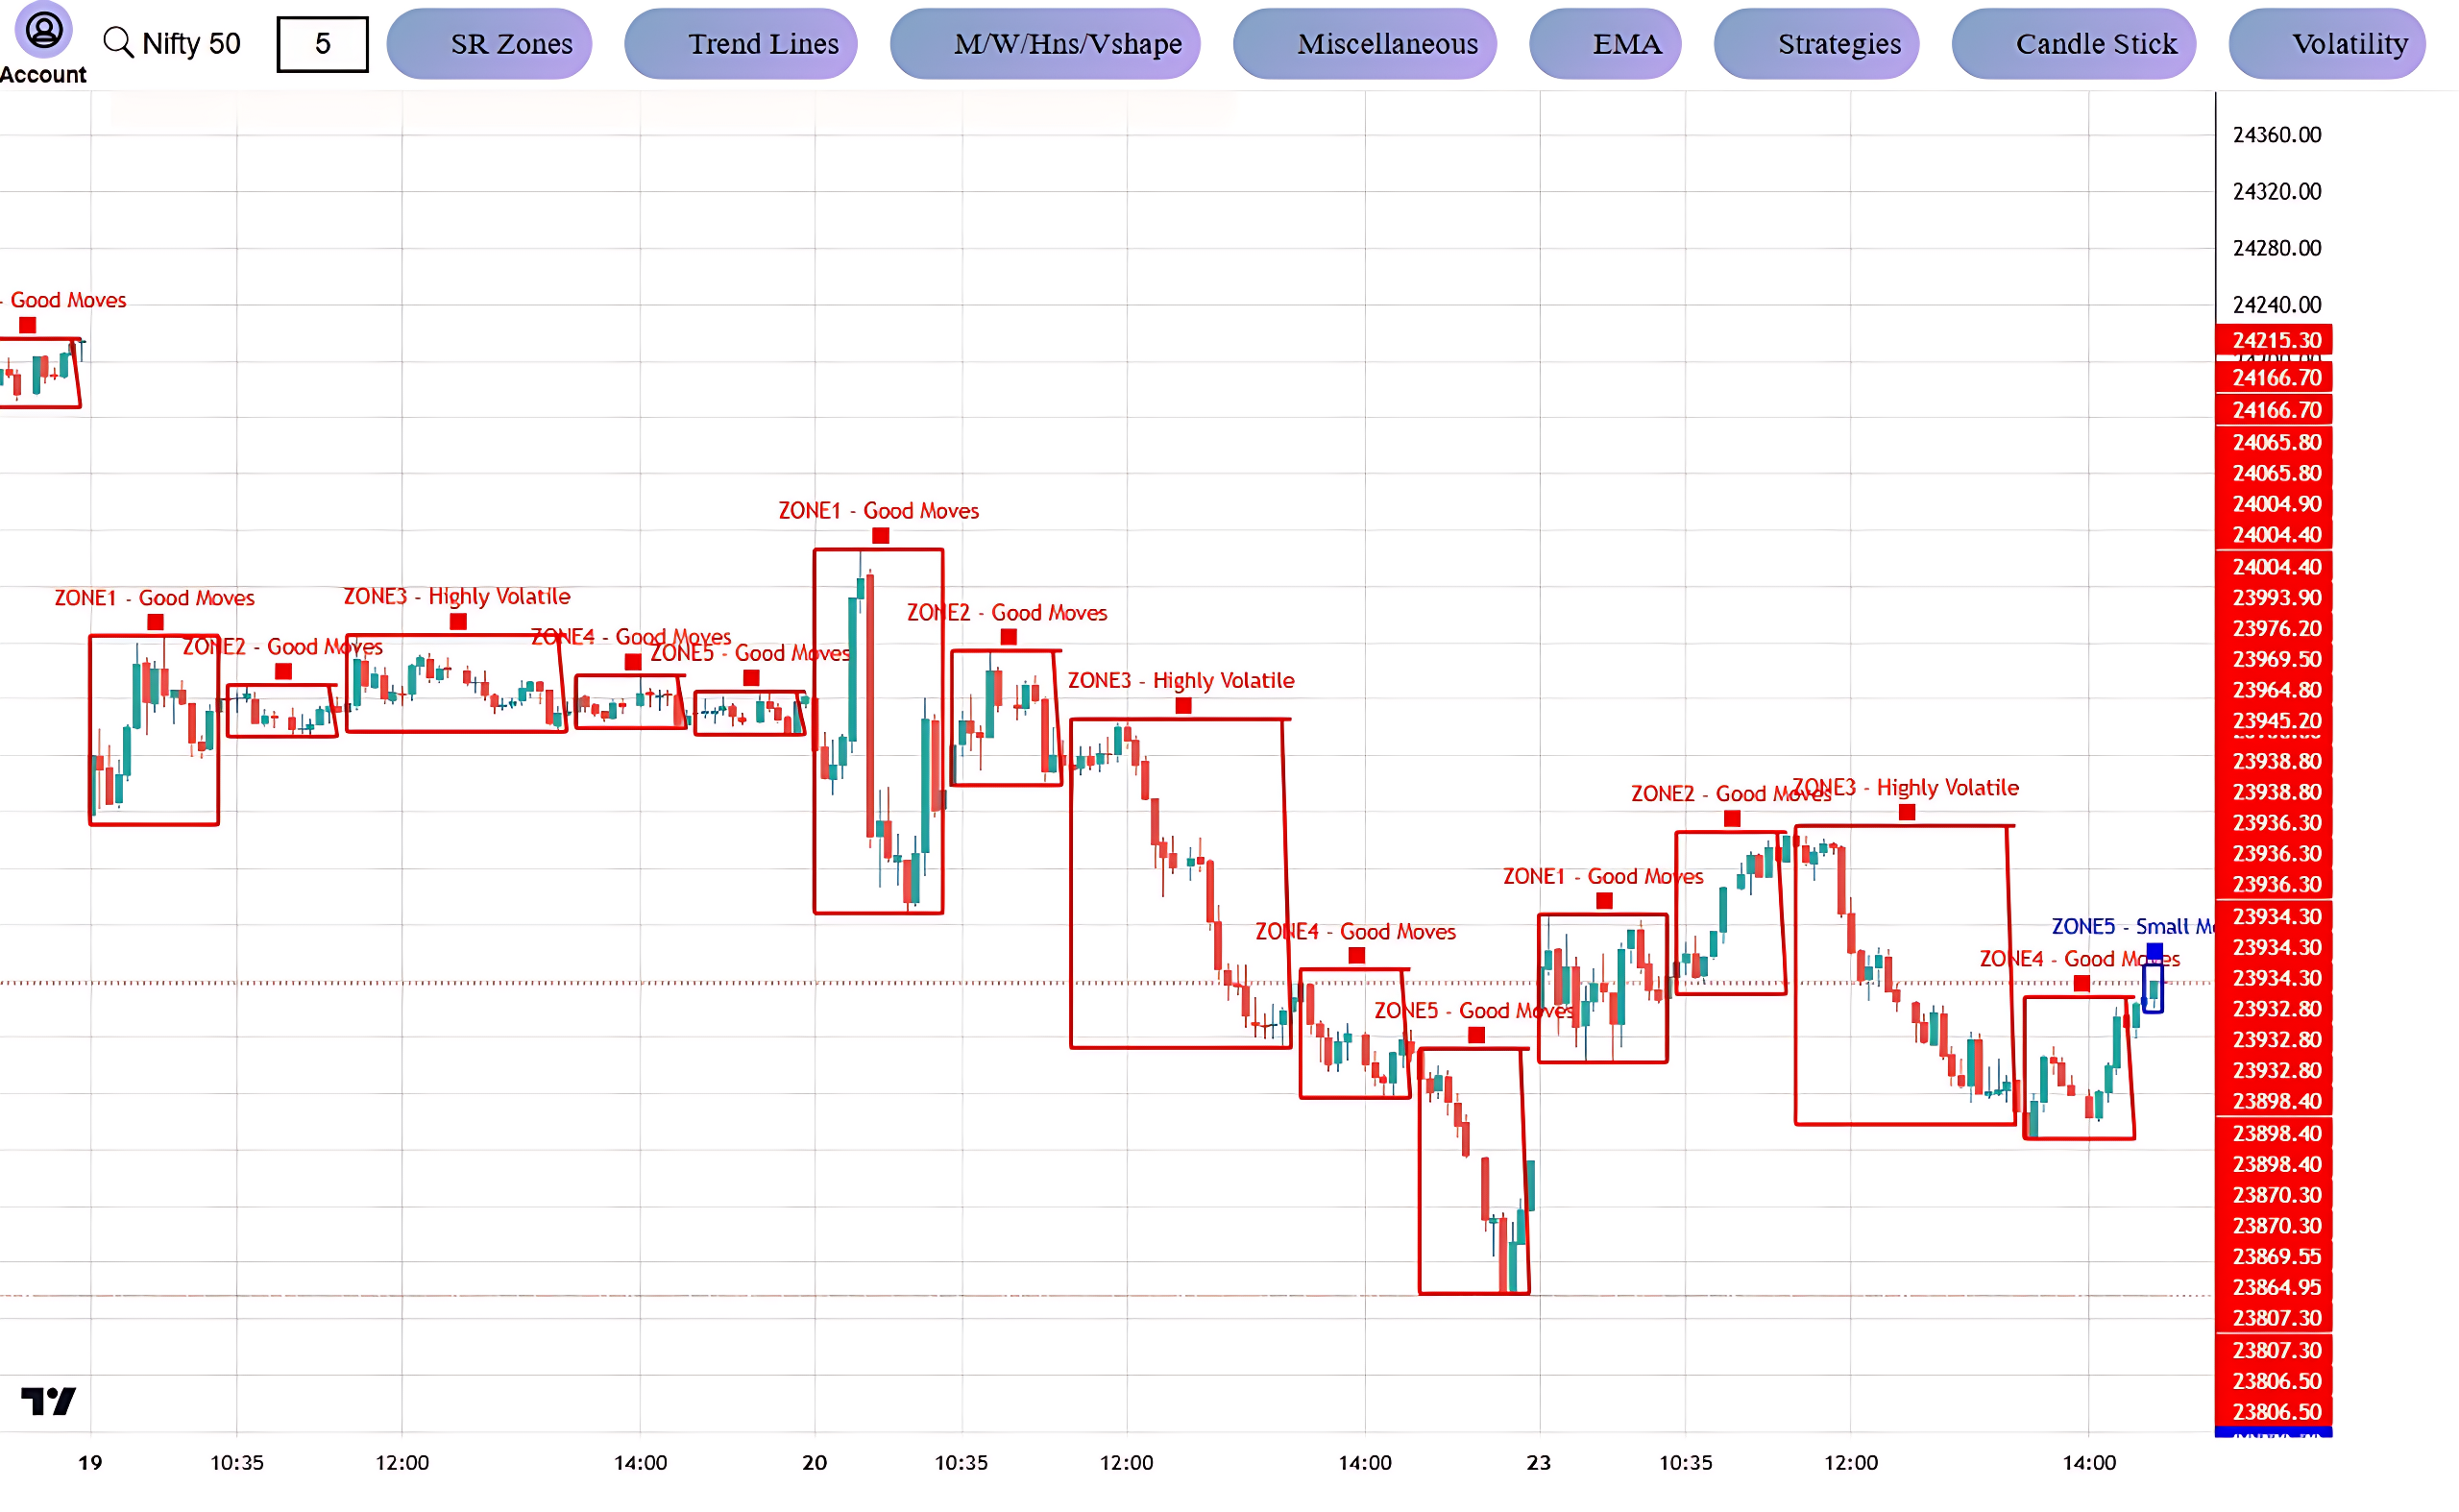 Account
Nifty 50
5
SR Zones
Trend Lines
M/W/Hns/Vshape
Miscellaneous
EMA
Strategies
Candle Stick
Volatility
- Good Moves
ZONE1 - Good Moves
ZONE2 - Good Moves
ZONE3 - Highly Volatile
ZONE4 - Good Moves
ZONE5 - Good Moves
ZONE1 - Good Moves
ZONE2 - Good Moves
ZONE3 - Highly Volatile
ZONE4 - Good Moves
ZONE5 - Good Moves
ZONE1 - Good Moves
ZONE2 - Good Moves
ZONE3 - Highly Volatile
ZONE4 - Good Moves
ZONE5 - Small M
24360.00
24320.00
24280.00
24240.00
24215.30
24166.70
24166.70
24065.80
24065.80
24004.90
24004.40
24004.40
23993.90
23976.20
23969.50
23964.80
23945.20
23938.80
23938.80
23936.30
23936.30
23936.30
23934.30
23934.30
23934.30
23932.80
23932.80
23932.80
23898.40
23898.40
23898.40
23870.30
23870.30
23869.55
23864.95
23807.30
23807.30
23806.50
23806.50
19
10:35
12:00
14:00
20
10:35
12:00
14:00
23
10:35
12:00
14:00